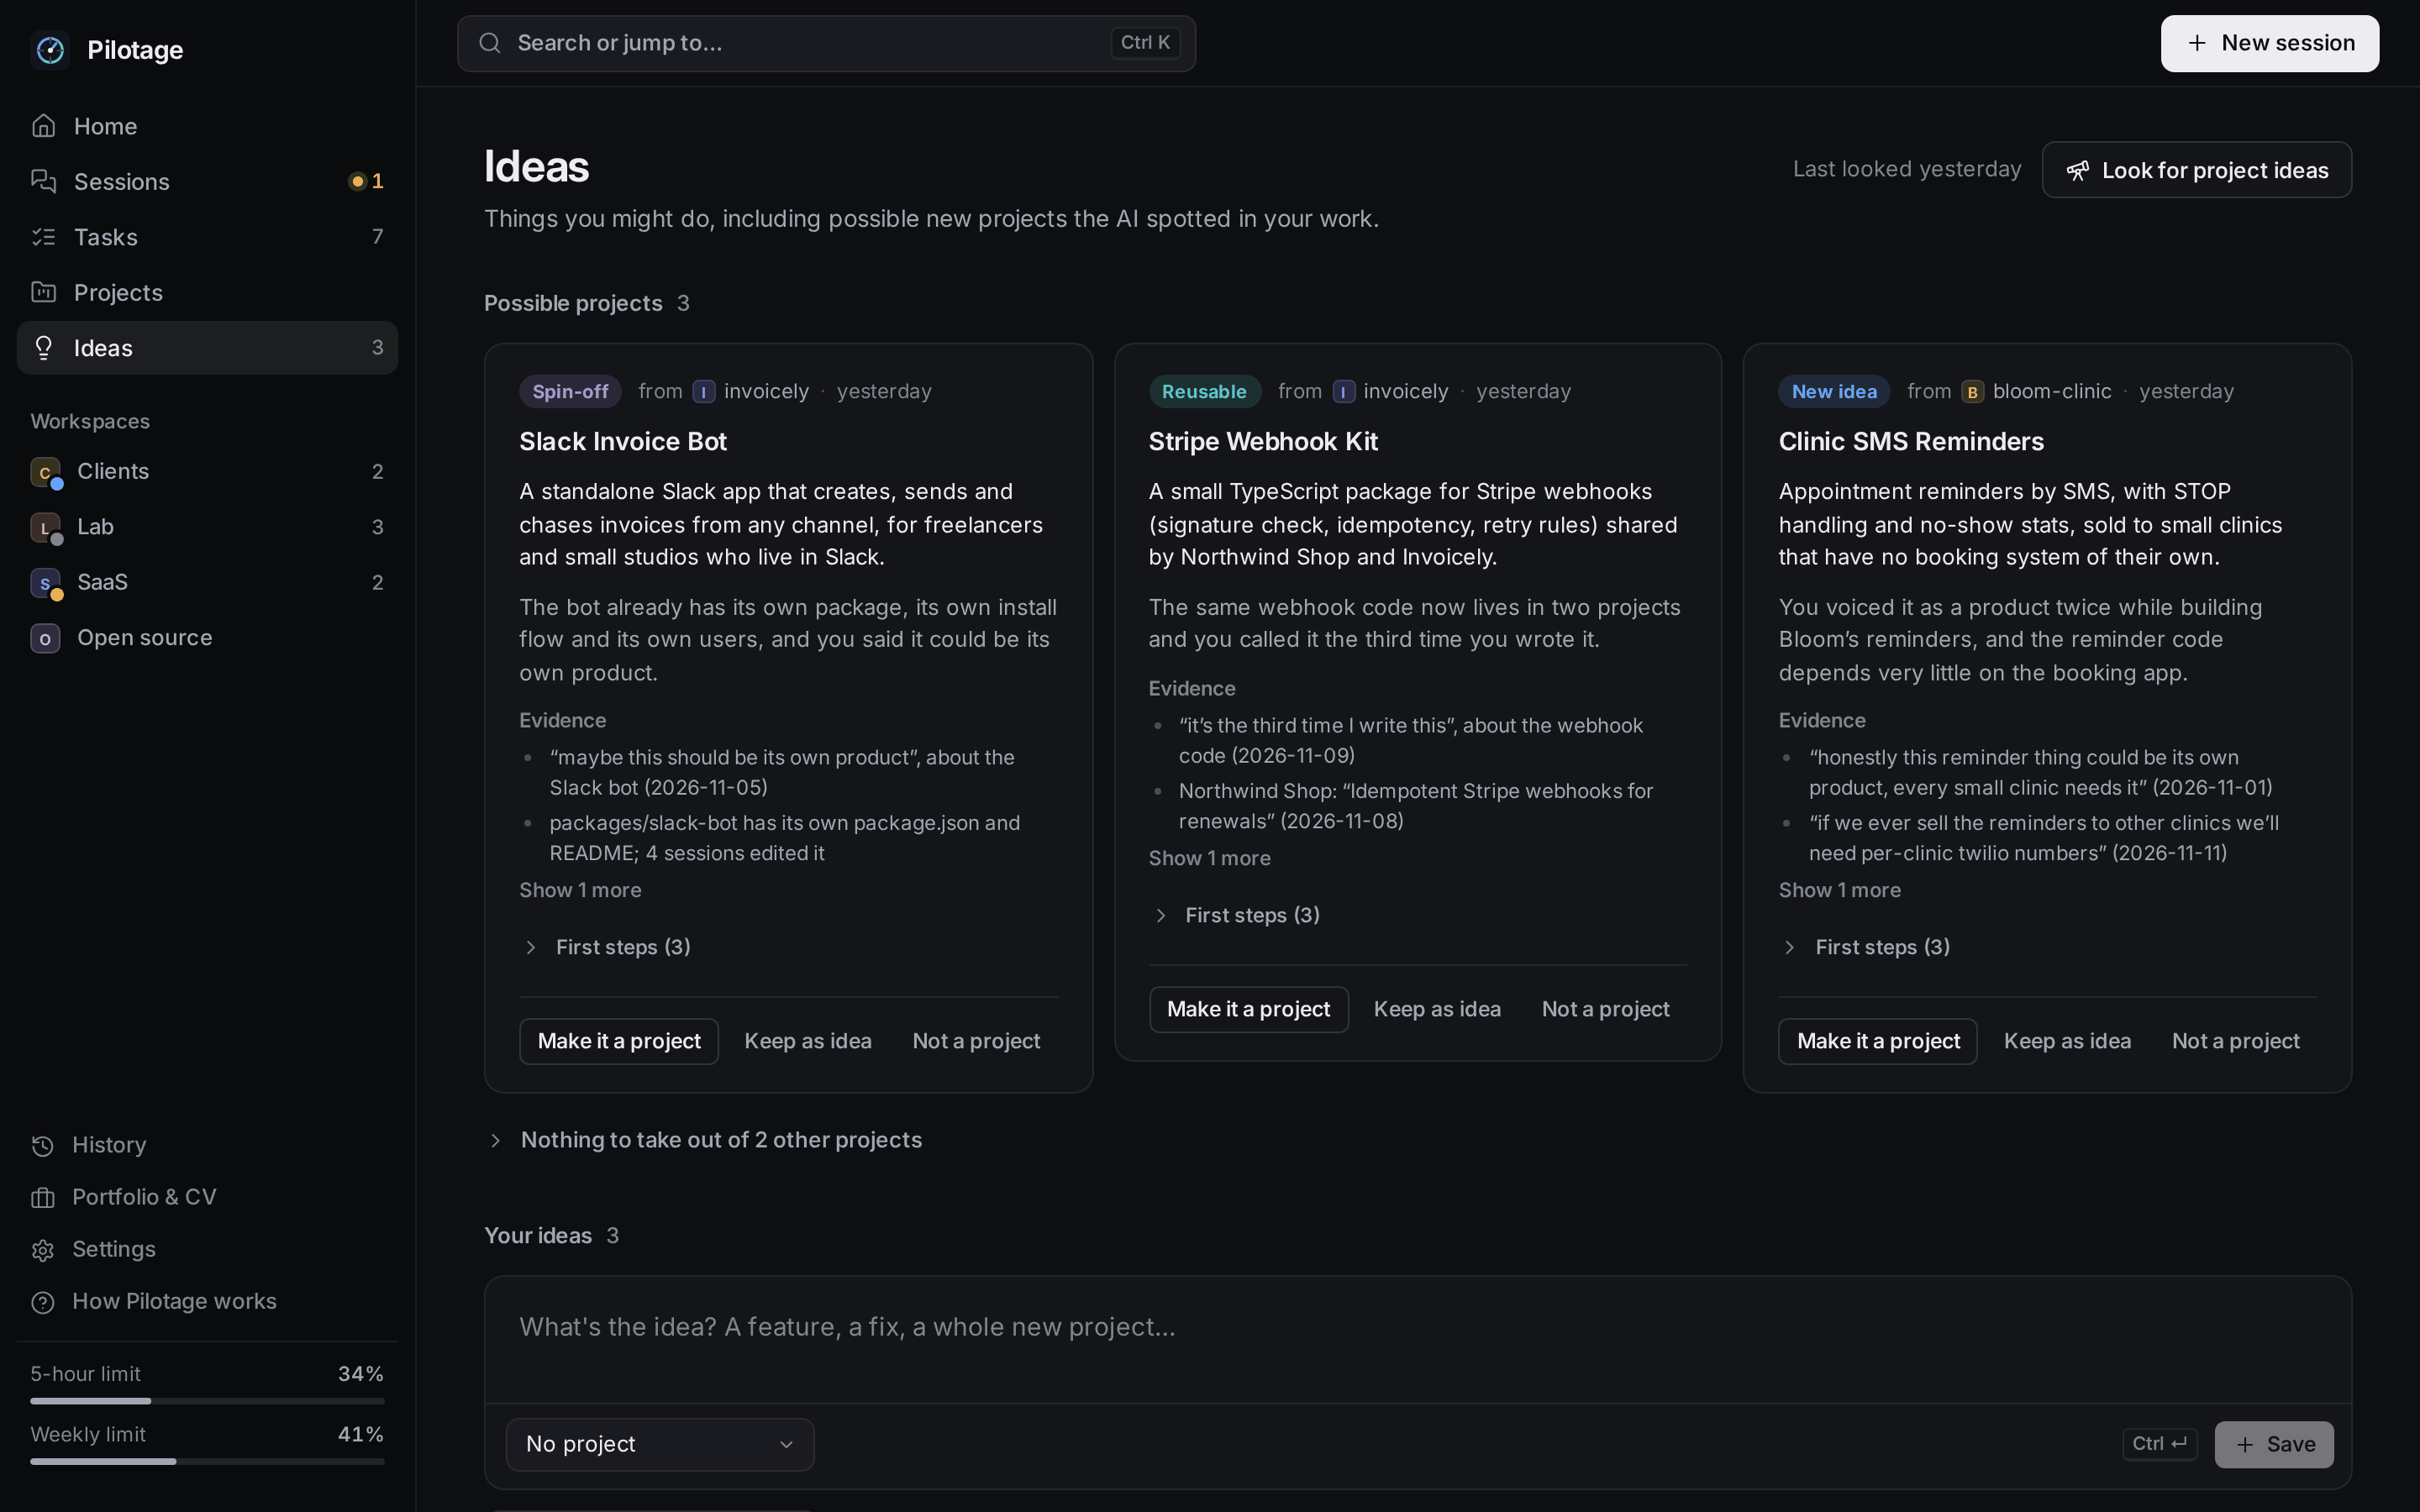 Pilotage
Home
Sessions 1
Tasks 7
Projects
Ideas 3
Workspaces
C Clients 2
L Lab 3
S SaaS 2
O Open source
History
Portfolio & CV
Settings
How Pilotage works
5-hour limit 34%
Weekly limit 41%
Search or jump to... Ctrl K
+ New session
Ideas
Things you might do, including possible new projects the AI spotted in your work.
Last looked yesterday
Look for project ideas
Possible projects 3
Spin-off from I invoicely · yesterday
Slack Invoice Bot
A standalone Slack app that creates, sends and
chases invoices from any channel, for freelancers
and small studios who live in Slack.
The bot already has its own package, its own install
flow and its own users, and you said it could be its
own product.
Evidence
• “maybe this should be its own product”, about the
Slack bot (2026-11-05)
• packages/slack-bot has its own package.json and
README; 4 sessions edited it
Show 1 more
First steps (3)
Make it a project Keep as idea Not a project
Reusable from I invoicely · yesterday
Stripe Webhook Kit
A small TypeScript package for Stripe webhooks
(signature check, idempotency, retry rules) shared
by Northwind Shop and Invoicely.
The same webhook code now lives in two projects
and you called it the third time you wrote it.
Evidence
• “it’s the third time I write this”, about the webhook
code (2026-11-09)
• Northwind Shop: “Idempotent Stripe webhooks for
renewals” (2026-11-08)
Show 1 more
First steps (3)
Make it a project Keep as idea Not a project
New idea from B bloom-clinic · yesterday
Clinic SMS Reminders
Appointment reminders by SMS, with STOP
handling and no-show stats, sold to small clinics
that have no booking system of their own.
You voiced it as a product twice while building
Bloom’s reminders, and the reminder code
depends very little on the booking app.
Evidence
• “honestly this reminder thing could be its own
product, every small clinic needs it” (2026-11-01)
• “if we ever sell the reminders to other clinics we’ll
need per-clinic twilio numbers” (2026-11-11)
Show 1 more
First steps (3)
Make it a project Keep as idea Not a project
Nothing to take out of 2 other projects
Your ideas 3
What's the idea? A feature, a fix, a whole new project...
No project
Ctrl ↵
+ Save